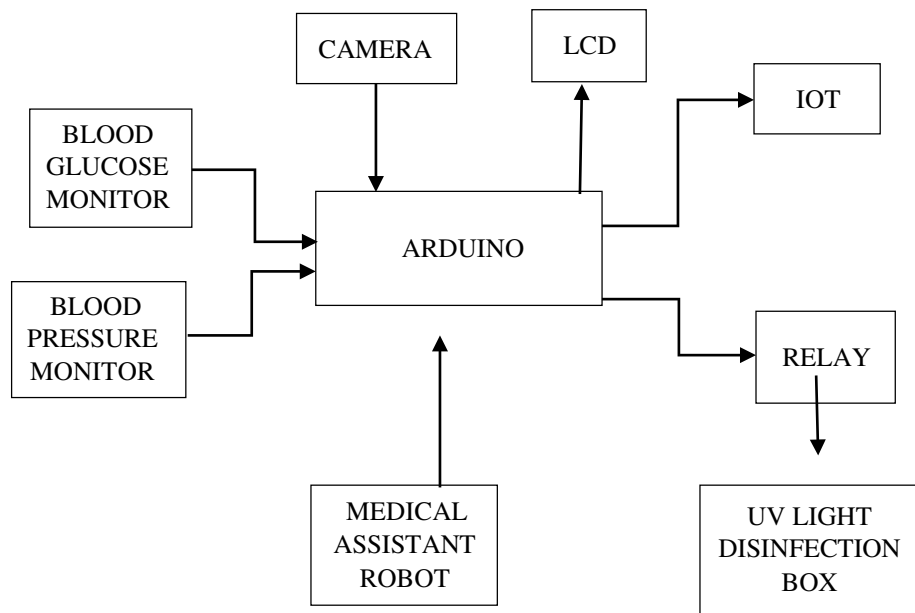 CAMERA
LCD
IOT
BLOOD
GLUCOSE
MONITOR
ARDUINO
BLOOD
PRESSURE
MONITOR
RELAY
MEDICAL
ASSISTANT
ROBOT
UV LIGHT
DISINFECTION
BOX